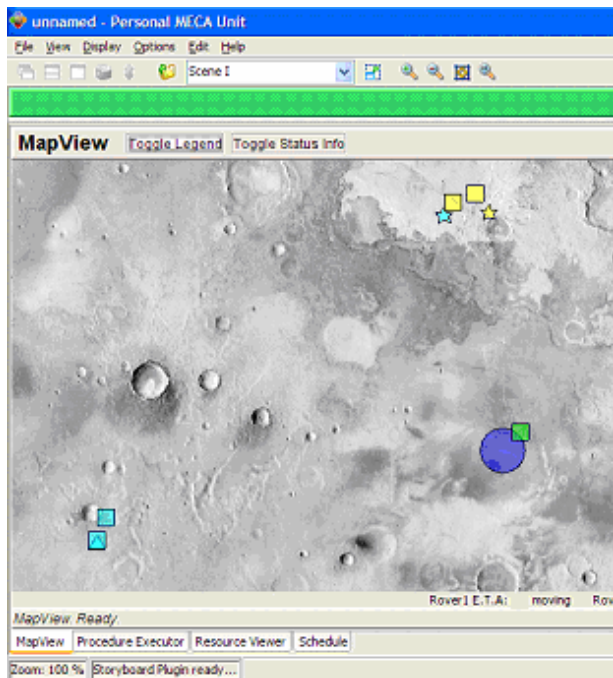 unnamed - Personal MECA Unit
File View Display Options Edit Help
Scene I
MapView Toggle Legend Toggle Status Info
Rover1 E.T.A: moving Rov
MapView: Ready.
MapView Procedure Executor Resource Viewer Schedule
Zoom: 100 % Storyboard Plugin ready...